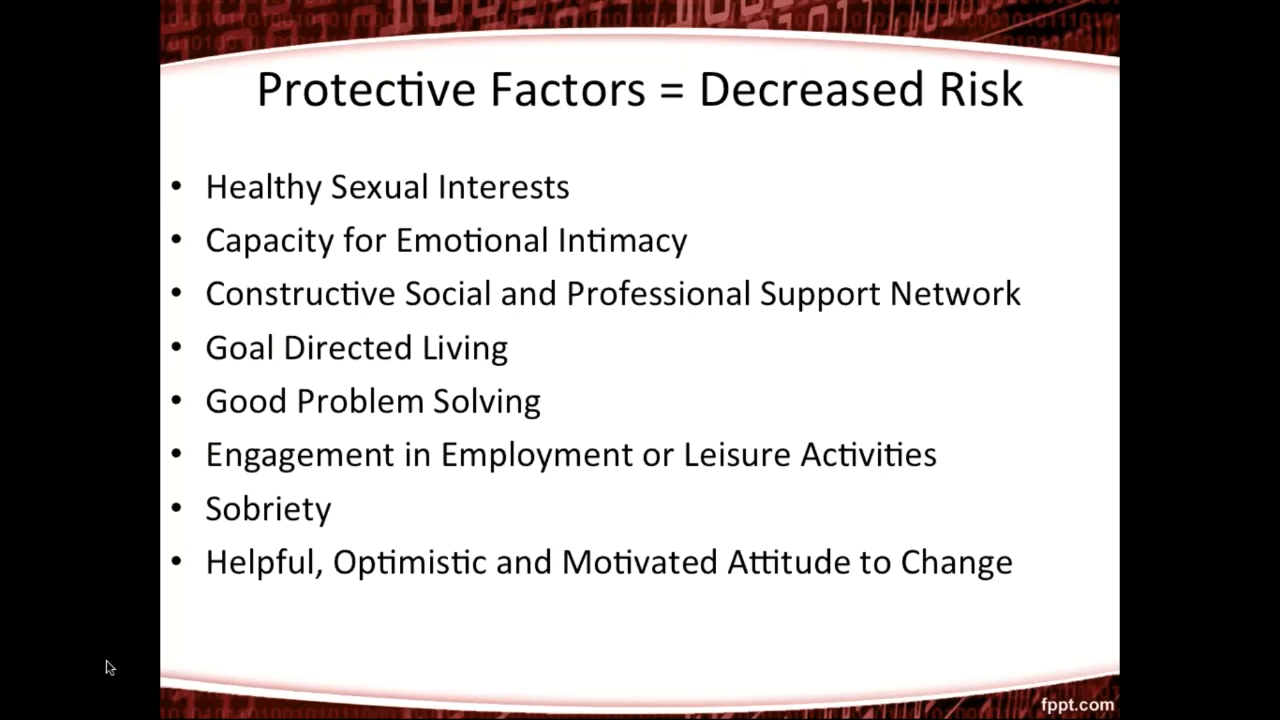 Protective Factors = Decreased Risk
• Healthy Sexual Interests
• Capacity for Emotional Intimacy
• Constructive Social and Professional Support Network
• Goal Directed Living
• Good Problem Solving
• Engagement in Employment or Leisure Activities
• Sobriety
• Helpful, Optimistic and Motivated Attitude to Change
fppt.com